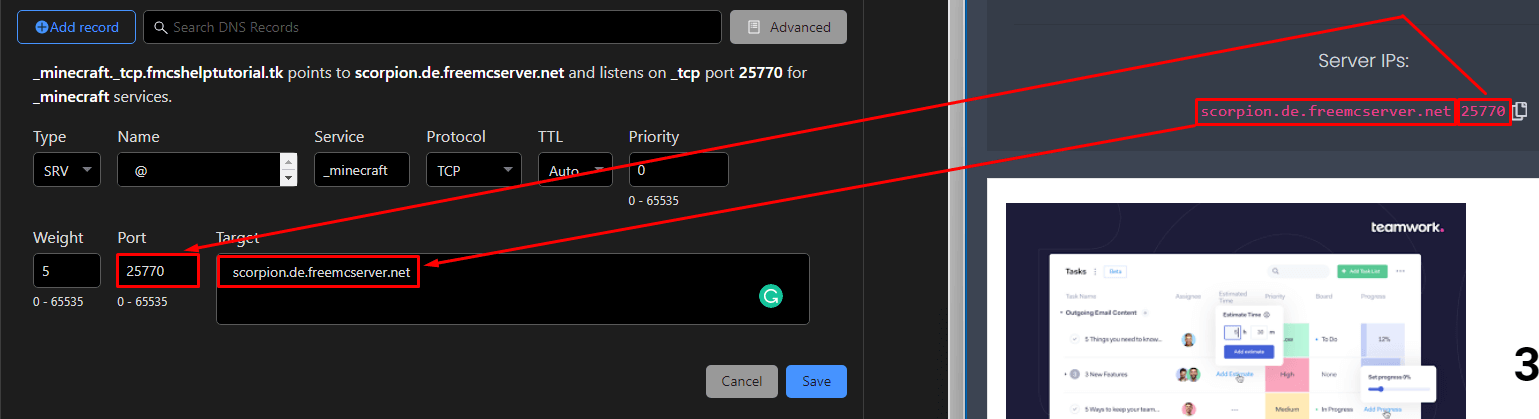 Add record
Search DNS Records
Advanced
_minecraft._tcp.fmcshelptutorial.tk points to scorpion.de.freemcserver.net and listens on _tcp port 25770 for
_minecraft services.
Type Name Service Protocol TTL Priority
SRV @ _minecraft TCP Auto 0
0 - 65535
Weight Port Target
5 25770 scorpion.de.freemcserver.net
0 - 65535 0 - 65535
Cancel Save
Server IPs:
scorpion.de.freemcserver.net 25770
teamwork.
Tasks Beta
+ Add Task List
Task Name Assignee Estimated Time Priority Board Progress
Outgoing Email Content
Estimate Time
5 h 30 m
Add estimate
5 Things you need to know... Low + To Do 12%
3 3 New Features Add Estimate High None
Set progress 0%
5 Ways to keep your team... Medium + In Progress Add Progress
3